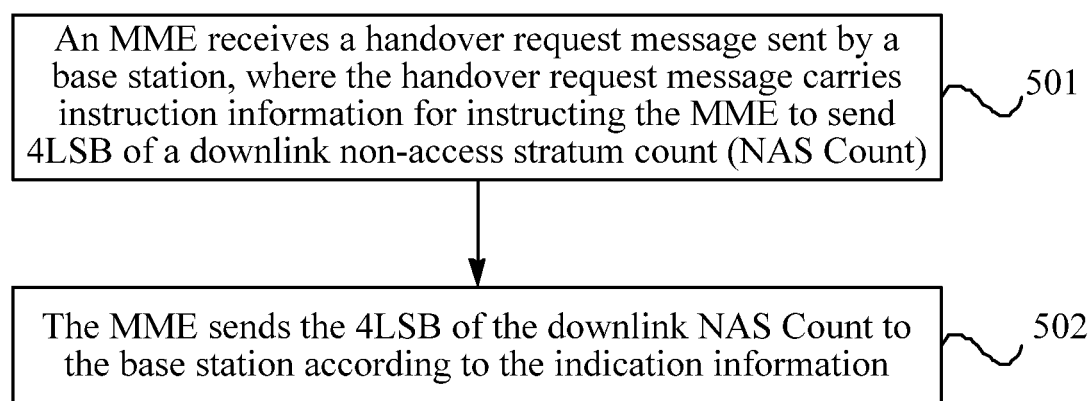 An MME receives a handover request message sent by a
base station, where the handover request message carries
instruction information for instructing the MME to send
4LSB of a downlink non-access stratum count (NAS Count)
501
The MME sends the 4LSB of the downlink NAS Count to
the base station according to the indication information
502